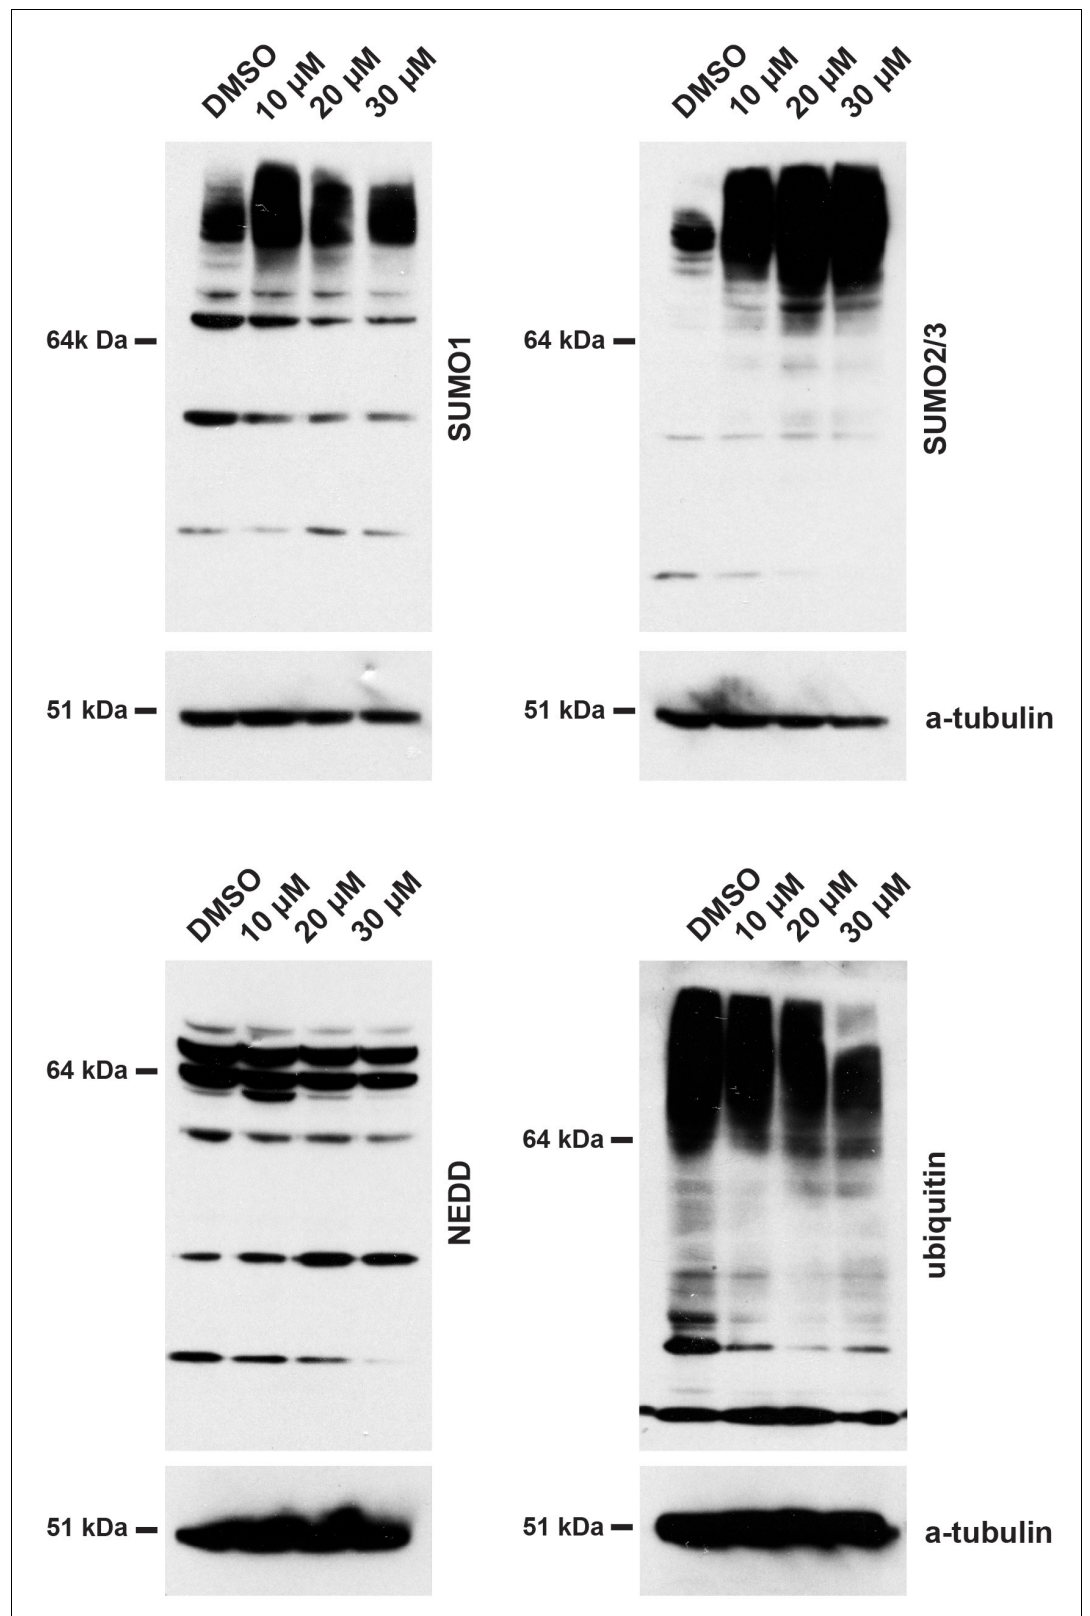 DMSO 10 µM 20 µM 30 µM
64k Da
SUMO1
51 kDa
DMSO 10 µM 20 µM 30 µM
64 kDa
SUMO2/3
51 kDa
a-tubulin
DMSO 10 µM 20 µM 30 µM
64 kDa
NEDD
51 kDa
DMSO 10 µM 20 µM 30 µM
64 kDa
ubiquitin
51 kDa
a-tubulin